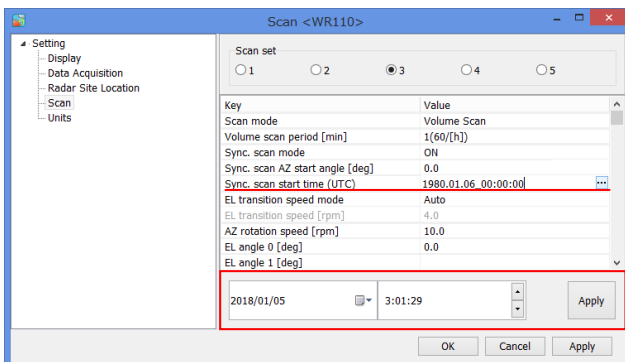 Scan <WR110>
Setting
Display
Data Acquisition
Radar Site Location
Scan
Units
Scan set
1 2 3 4 5
Key Value
Scan mode Volume Scan
Volume scan period [min] 1(60/[h])
Sync. scan mode ON
Sync. scan AZ start angle [deg] 0.0
Sync. scan start time (UTC) 1980.01.06_00:00:00 ...
EL transition speed mode Auto
EL transition speed [rpm] 4.0
AZ rotation speed [rpm] 10.0
EL angle 0 [deg] 0.0
EL angle 1 [deg]
2018/01/05 3:01:29 Apply
OK Cancel Apply